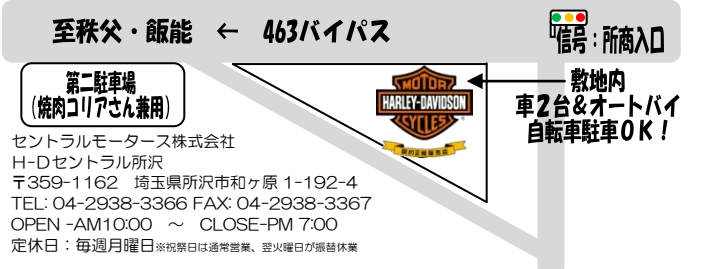 至秩父・飯能 ← 463バイパス
信号：所商入口
第二駐車場
(焼肉コリアさん兼用)
MOTOR
HARLEY-DAVIDSON
CYCLES
敷地内
車2台&オートバイ
自転車駐車OK！
セントラルモータース株式会社
H-Dセントラル所沢
〒359-1162 埼玉県所沢市和ヶ原 1-192-4
TEL: 04-2938-3366 FAX: 04-2938-3367
OPEN -AM10:00 ～ CLOSE-PM 7:00
定休日：毎週月曜日※祝祭日は通常営業、翌火曜日が振替休業